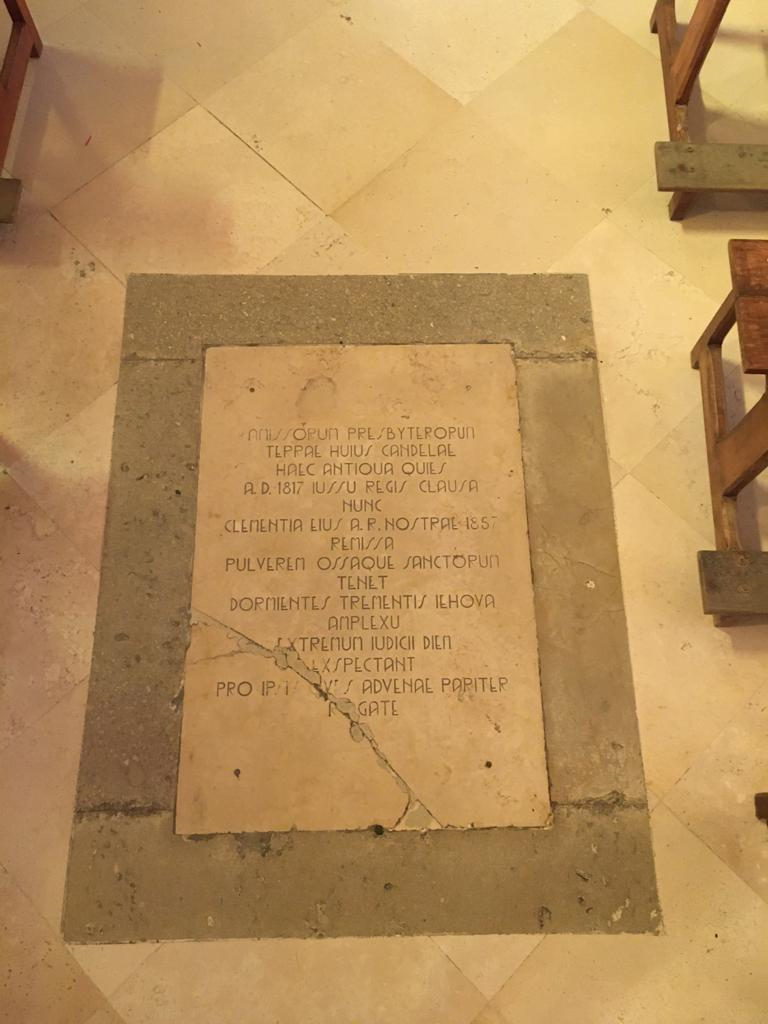 AMISSORUM PRESBYTERORUM
TERRAE HUIUS CANDELAE
HAEC ANTIQUA QUIES
A.D. 1817 IUSSU REGIS CLAUSA
NUNC
CLEMENTIA EIUS A.R. NOSTRAE 1857
REMISSA
PULVEREM OSSAQUE SANCTORUM
TENET
DORMIENTES TREMENTIS IEHOVA
AMPLEXU
EXTREMUM IUDICII DIEM
EXSPECTANT
PRO ADVENAE PARITER